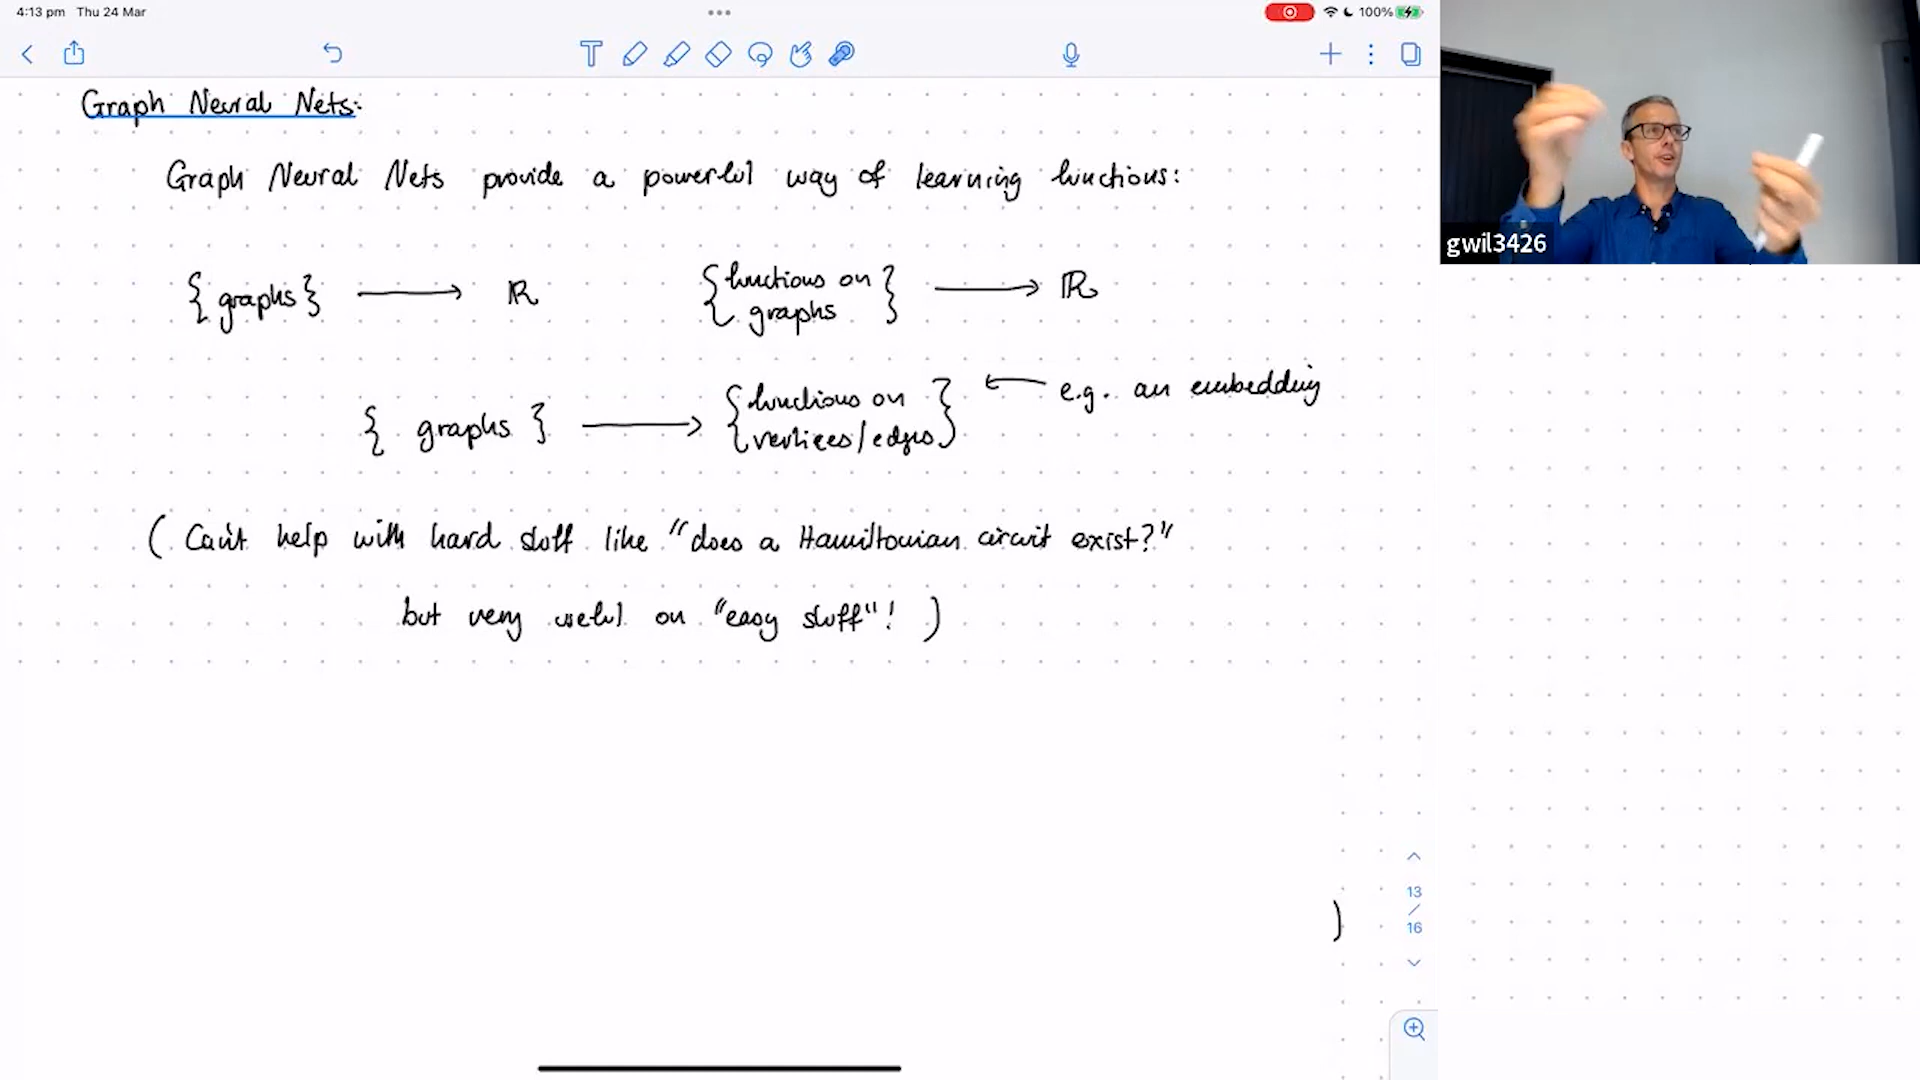 4:13 pm Thu 24 Mar
100%
Graph Neural Nets:
gwil3426
Graph Neural Nets provide a powerful way of learning functions:
{ graphs } → ℝ { functions on graphs } → ℝ
{ graphs } → { functions on vertices/edges } ← e.g. an embedding
( Can't help with hard stuff like "does a Hamiltonian circuit exist?"
but very useful on "easy stuff"! )
)
13
/
16